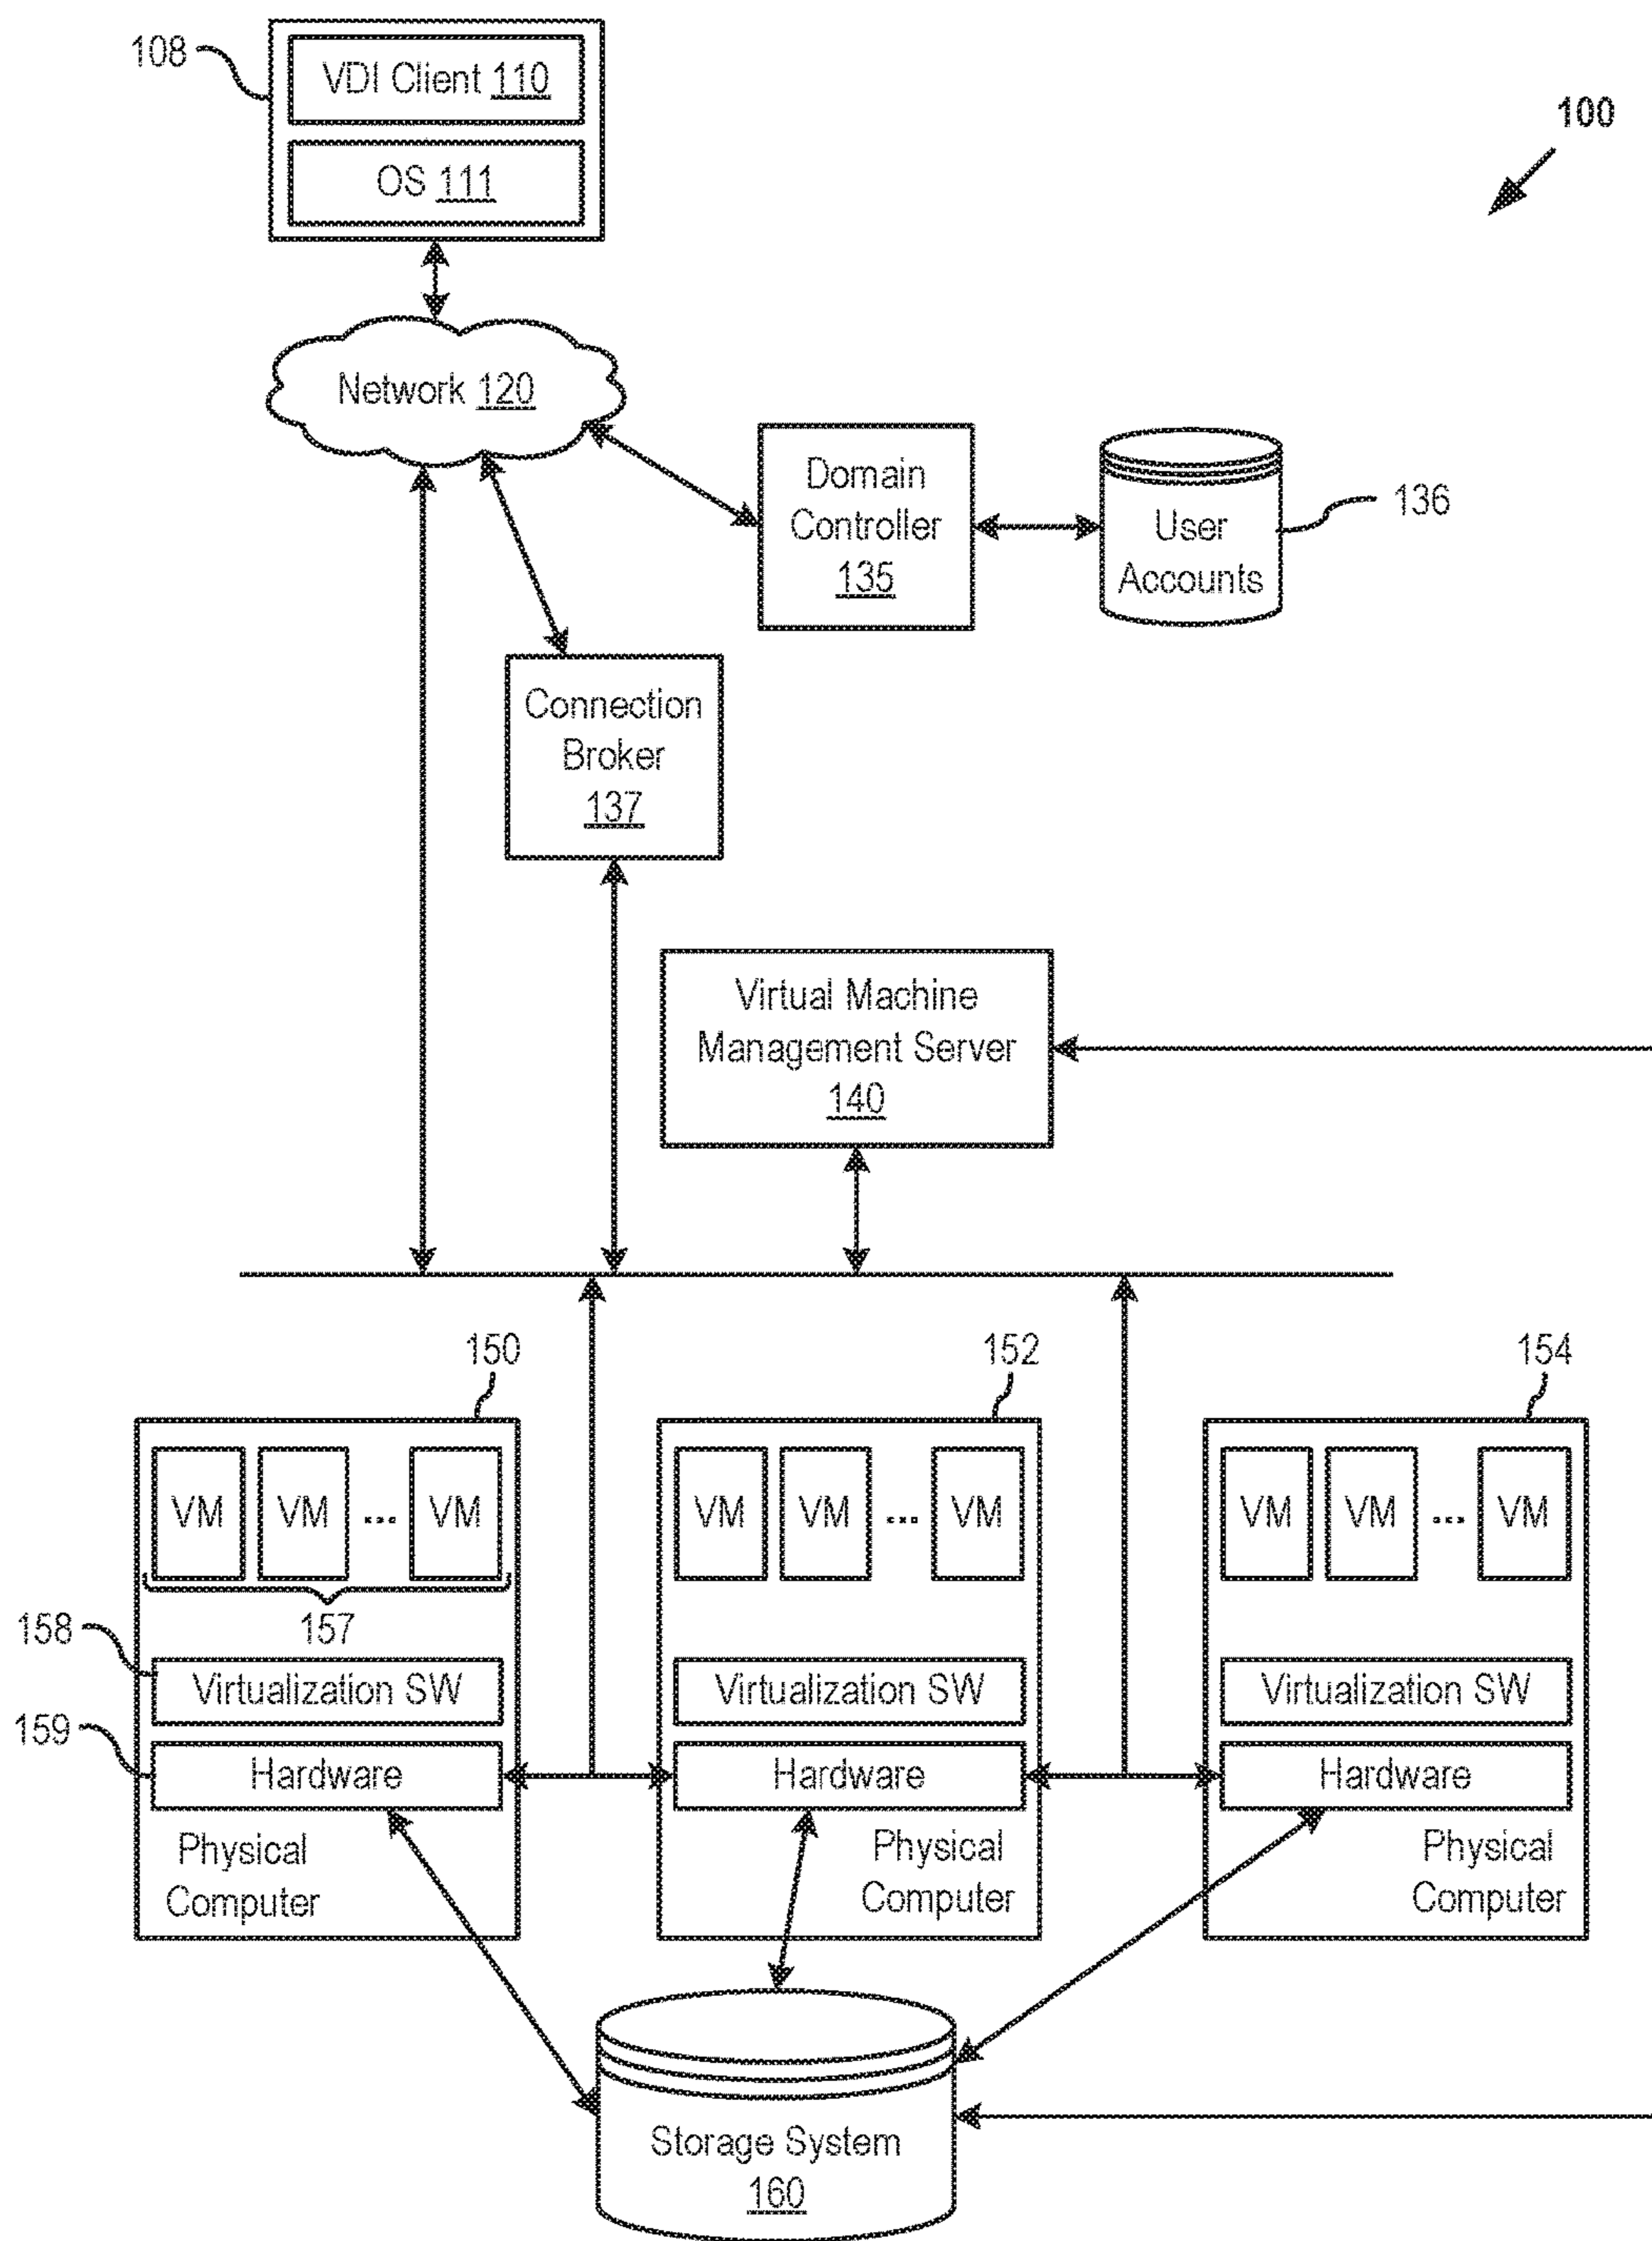 108
VDI Client 110
OS 111
100
Network 120
Domain
Controller
135
User
Accounts
136
Connection
Broker
137
Virtual Machine
Management Server
140
150
152
154
VM VM ... VM
VM VM ... VM
VM VM ... VM
157
158
Virtualization SW
Virtualization SW
Virtualization SW
159
Hardware
Hardware
Hardware
Physical
Computer
Physical
Computer
Physical
Computer
Storage System
160